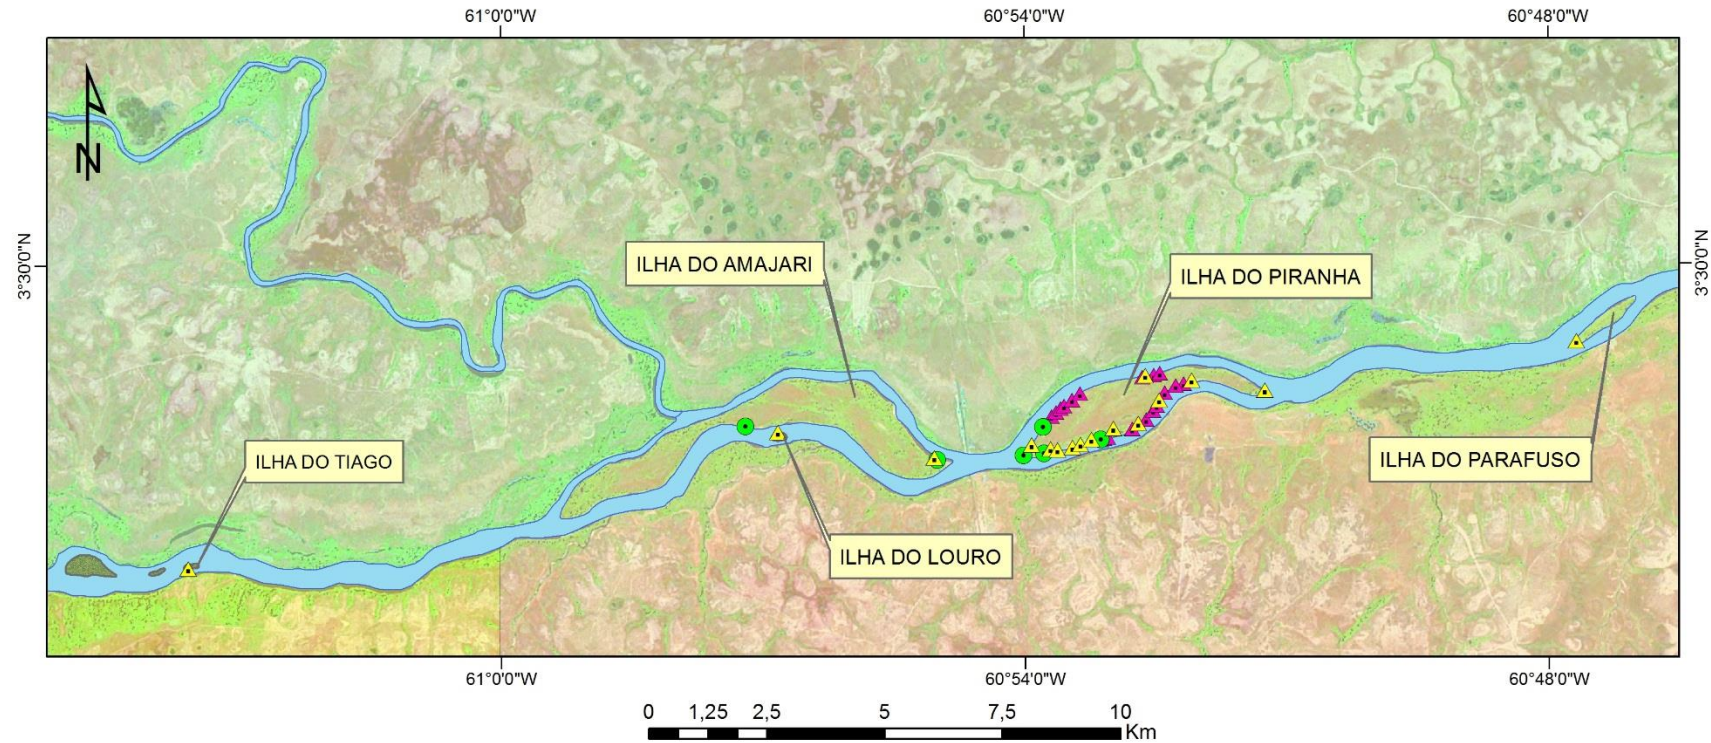 61°0'0"W
60°54'0"W
60°48'0"W
N
3°30'0"N
3°30'0"N
ILHA DO AMAJARI
ILHA DO PIRANHA
ILHA DO TIAGO
ILHA DO PARAFUSO
ILHA DO LOURO
61°0'0"W
60°54'0"W
60°48'0"W
0 1,25 2,5 5 7,5 10
Km